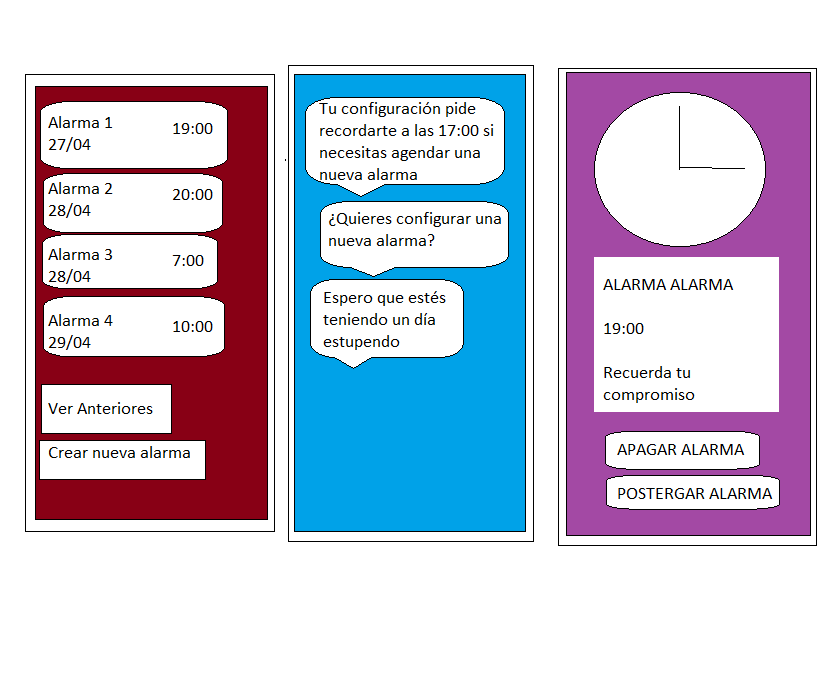 Alarma 1 19:00
27/04
Alarma 2 20:00
28/04
Alarma 3 7:00
28/04
Alarma 4 10:00
29/04
Ver Anteriores
Crear nueva alarma
Tu configuración pide
recordarte a las 17:00 si
necesitas agendar una
nueva alarma
¿Quieres configurar una
nueva alarma?
Espero que estés
teniendo un día
estupendo
ALARMA ALARMA
19:00
Recuerda tu
compromiso
APAGAR ALARMA
POSTERGAR ALARMA